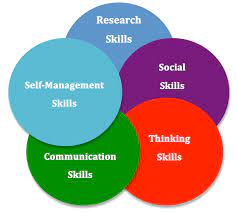 Research
Skills
Social
Skills
Self-Management
Skills
Communication
Skills
Thinking
Skills